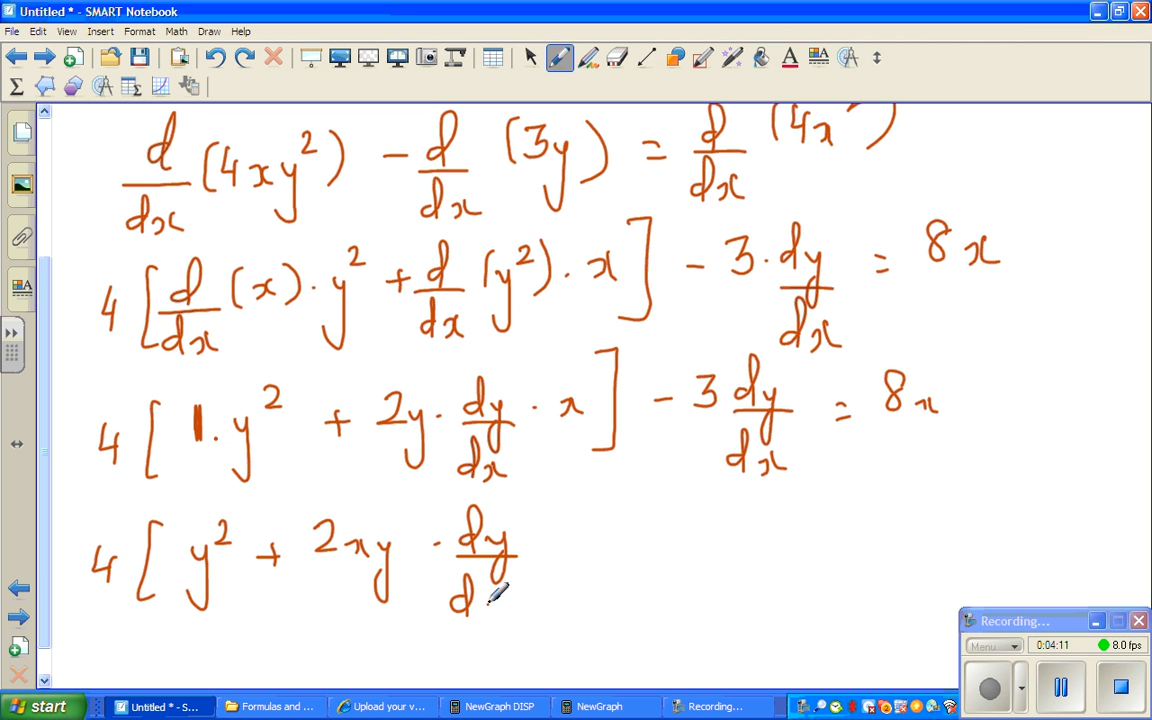 Untitled * - SMART Notebook
File Edit View Insert Format Math Draw Help
d/dx (4xy²) - d/dx (3y) = d/dx (4x²)
4 [ d/dx (x) · y² + d/dx (y²) · x ] - 3 · dy/dx = 8x
4 [ 1 · y² + 2y · dy/dx · x ] - 3 dy/dx = 8x
4 [ y² + 2xy · dy/d
Recording...
Menu 0:04:11 8.0 fps
start Untitled * - S... Formulas and ... Upload your v... NewGraph DISP NewGraph Recording...